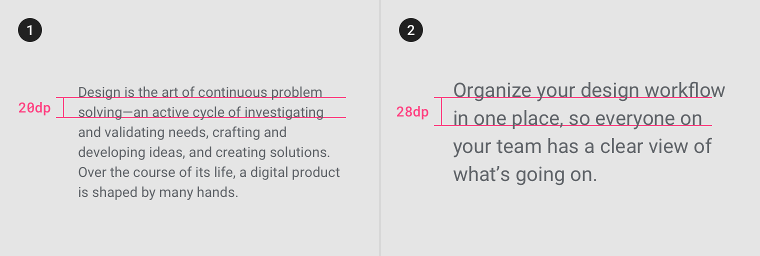 1
20dp
Design is the art of continuous problem
solving—an active cycle of investigating
and validating needs, crafting and
developing ideas, and creating solutions.
Over the course of its life, a digital product
is shaped by many hands.
2
28dp
Organize your design workflow
in one place, so everyone on
your team has a clear view of
what’s going on.